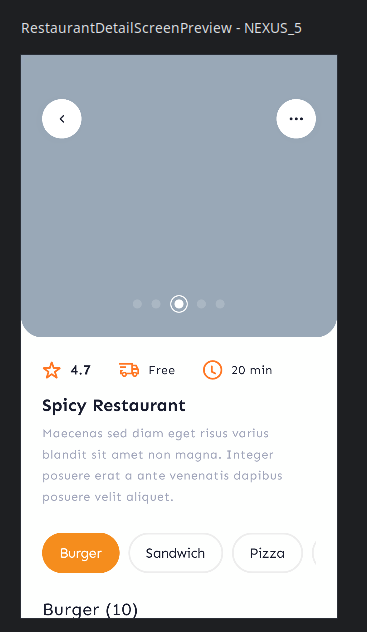 RestaurantDetailScreenPreview - NEXUS_5
4.7 Free 20 min
Spicy Restaurant
Maecenas sed diam eget risus varius
blandit sit amet non magna. Integer
posuere erat a ante venenatis dapibus
posuere velit aliquet.
Burger Sandwich Pizza
Burger (10)